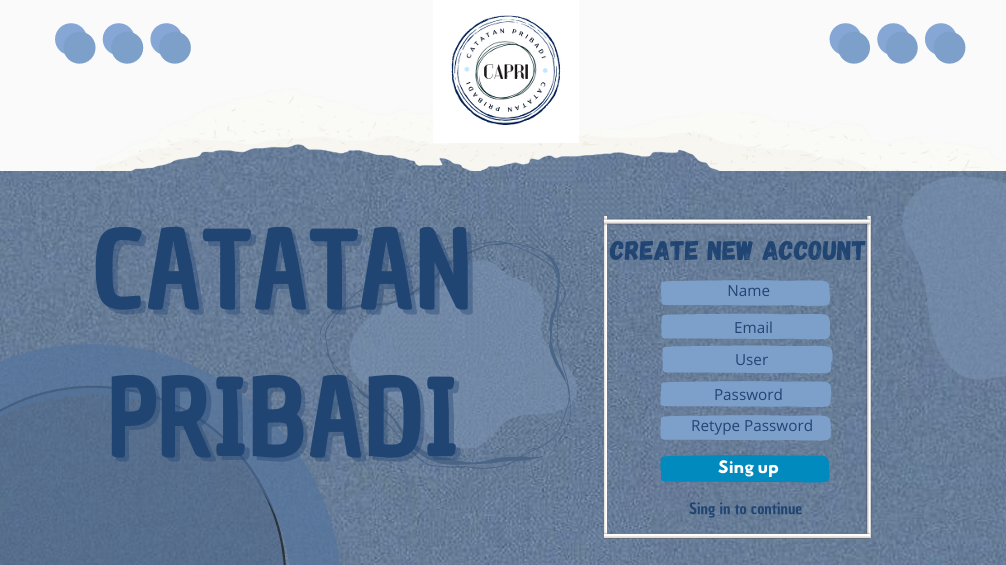 CATATAN PRIBADI
CAPRI
CATATAN PRIBADI
CATATAN
PRIBADI
CREATE NEW ACCOUNT
Name
Email
User
Password
Retype Password
Sing up
Sing in to continue